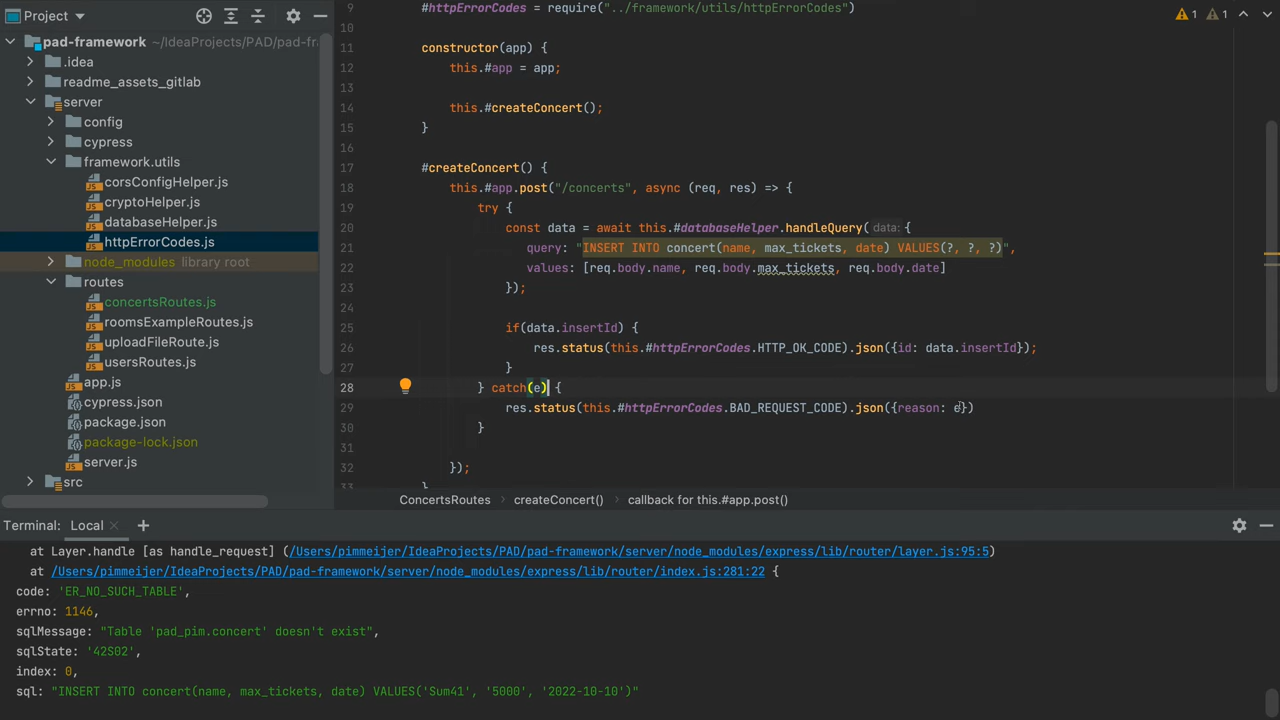 Project
pad-framework ~/IdeaProjects/PAD/pad-fram
.idea
readme_assets_gitlab
server
config
cypress
framework.utils
corsConfigHelper.js
cryptoHelper.js
databaseHelper.js
httpErrorCodes.js
node_modules library root
routes
concertsRoutes.js
roomsExampleRoutes.js
uploadFileRoute.js
usersRoutes.js
app.js
cypress.json
package.json
package-lock.json
server.js
src
1 1
9 #httpErrorCodes = require("../framework/utils/httpErrorCodes")
10
11 constructor(app) {
12 this.#app = app;
13
14 this.#createConcert();
15 }
16
17 #createConcert() {
18 this.#app.post("/concerts", async (req, res) => {
19 try {
20 const data = await this.#databaseHelper.handleQuery( data: {
21 query: "INSERT INTO concert(name, max_tickets, date) VALUES(?, ?, ?)",
22 values: [req.body.name, req.body.max_tickets, req.body.date]
23 });
24
25 if(data.insertId) {
26 res.status(this.#httpErrorCodes.HTTP_OK_CODE).json({id: data.insertId});
27 }
28 } catch(e) {
29 res.status(this.#httpErrorCodes.BAD_REQUEST_CODE).json({reason: e})
30 }
31
32 });
33 }
ConcertsRoutes createConcert() callback for this.#app.post()
Terminal: Local
at Layer.handle [as handle_request] (/Users/pimmeijer/IdeaProjects/PAD/pad-framework/server/node_modules/express/lib/router/layer.js:95:5)
at /Users/pimmeijer/IdeaProjects/PAD/pad-framework/server/node_modules/express/lib/router/index.js:281:22 {
code: 'ER_NO_SUCH_TABLE',
errno: 1146,
sqlMessage: "Table 'pad_pim.concert' doesn't exist",
sqlState: '42S02',
index: 0,
sql: "INSERT INTO concert(name, max_tickets, date) VALUES('Sum41', '5000', '2022-10-10')"